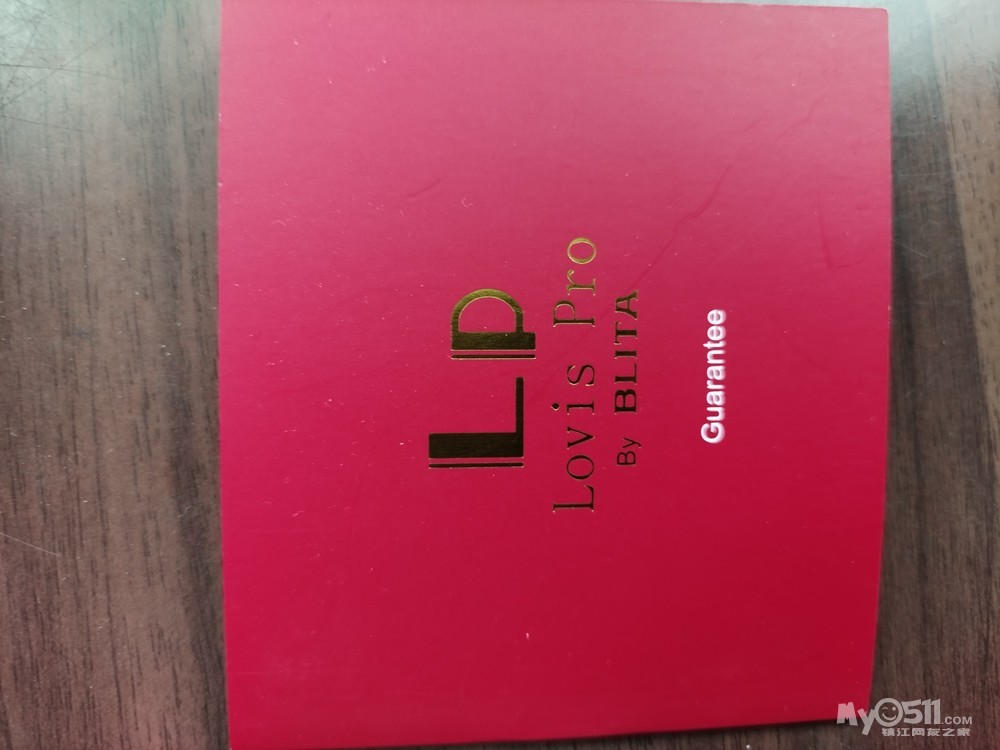 LP
Lovis Pro
By BLITA
Guarantee
My0511.COM
镇江网友之家